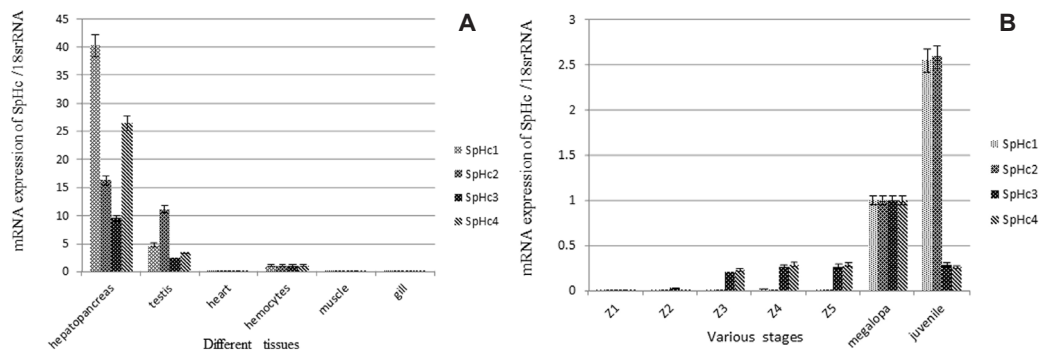 A
mRNA expression of SpHc /18srRNA
45
40
35
30
25
20
15
10
5
0
hepatopancreas
testis
heart
hemocytes
muscle
gill
Different tissues
SpHc1
SpHc2
SpHc3
SpHc4
B
mRNA expression of SpHc /18srRNA
3
2.5
2
1.5
1
0.5
0
Z1
Z2
Z3
Z4
Z5
megalopa
juvenile
Various stages
SpHc1
SpHc2
SpHc3
SpHc4